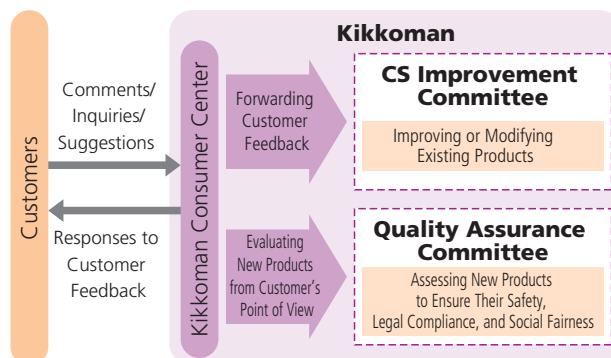 Kikkoman
Customers
Comments/
Inquiries/
Suggestions
Responses to
Customer
Feedback
Kikkoman Consumer Center
Forwarding
Customer
Feedback
CS Improvement
Committee
Improving or Modifying
Existing Products
Evaluating
New Products
from Customer's
Point of View
Quality Assurance
Committee
Assessing New Products
to Ensure Their Safety,
Legal Compliance, and Social Fairness